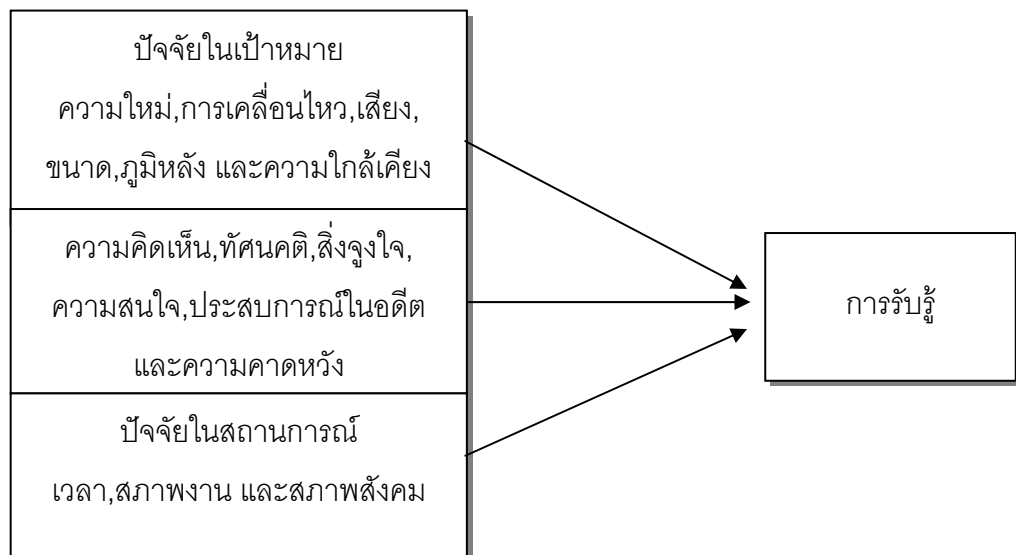 ปัจจัยในเป้าหมาย
ความใหม่,การเคลื่อนไหว,เสียง,
ขนาด,ภูมิหลัง และความใกล้เคียง
ความคิดเห็น,ทัศนคติ,สิ่งจูงใจ,
ความสนใจ,ประสบการณ์ในอดีต
และความคาดหวัง
ปัจจัยในสถานการณ์
เวลา,สภาพงาน และสภาพสังคม
การรับรู้